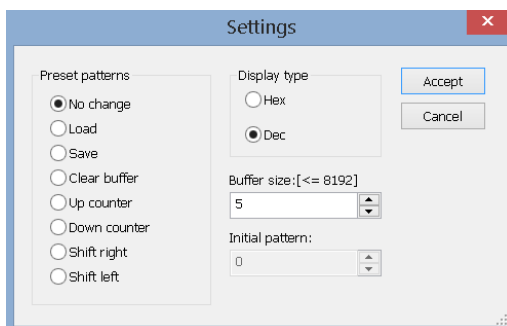 Settings
Preset patterns
No change
Load
Save
Clear buffer
Up counter
Down counter
Shift right
Shift left
Display type
Hex
Dec
Buffer size:[<= 8192]
5
Initial pattern:
0
Accept
Cancel